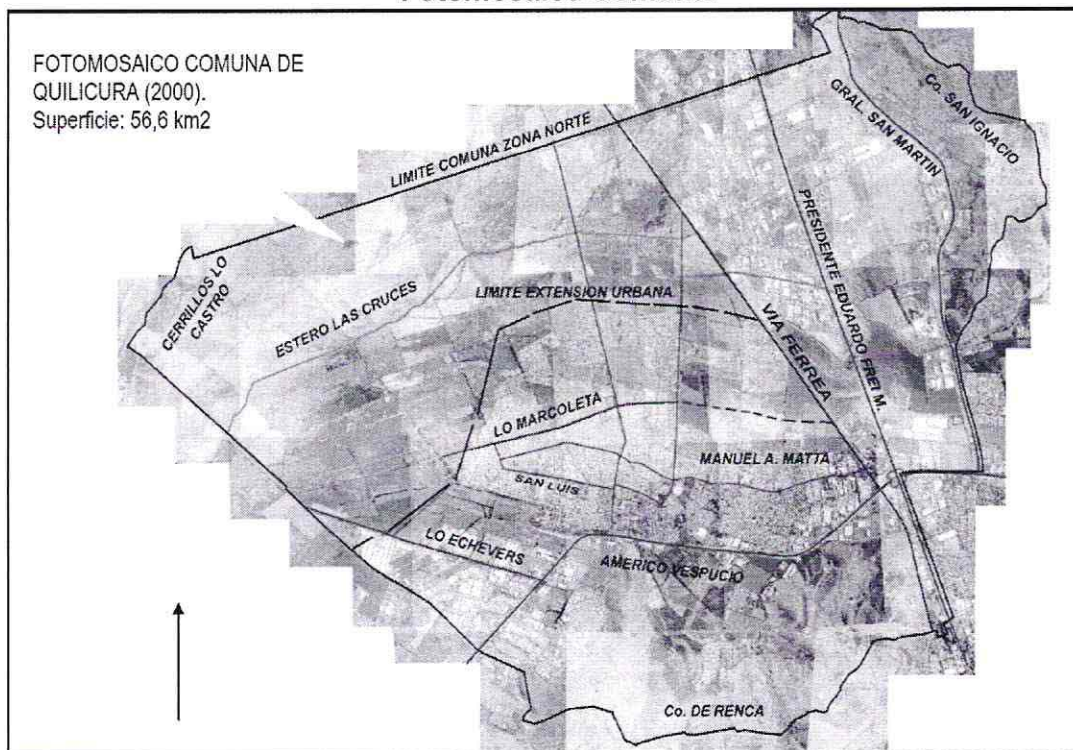 FOTOMOSAICO COMUNA DE
QUILICURA (2000).
Superficie: 56,6 km2
LIMITE COMUNA ZONA NORTE
GRAL. SAN MARTIN
Co. SAN IGNACIO
PRESIDENTE EDUARDO FREI M.
CERRILLOS LO
CASTRO
ESTERO LAS CRUCES
LIMITE EXTENSION URBANA
VIA FERREA
LO MARCOLETA
MANUEL A. MATTA
SAN LUIS
LO ECHEVERS
AMERICO VESPUCIO
Co. DE RENCA